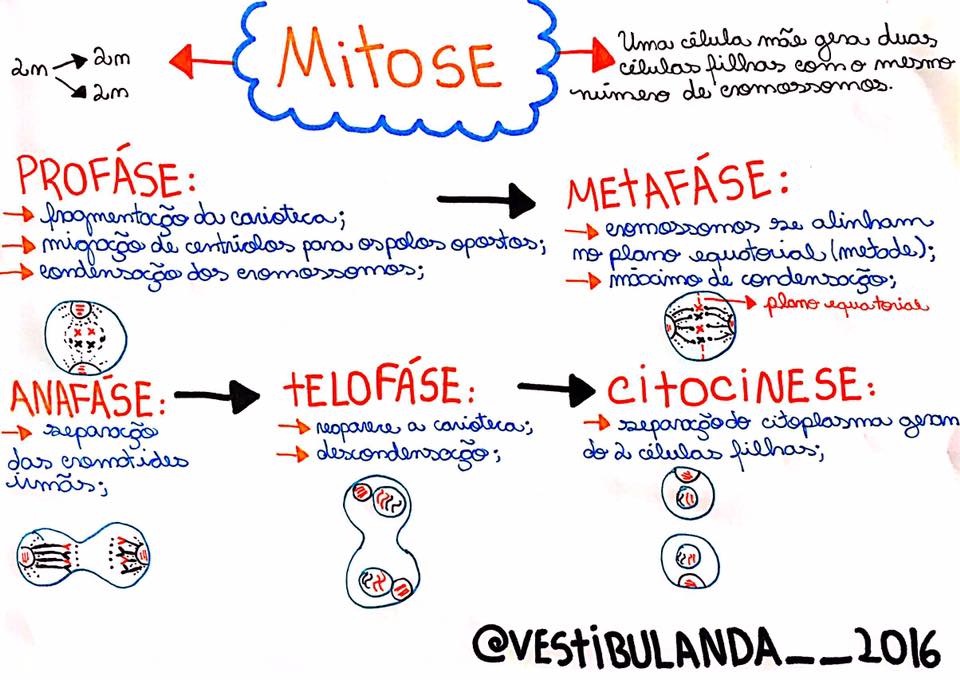 MitOSE
2n → 2n
2n
Uma célula mãe gera duas
células filhas com o mesmo
número de cromossomos.
PROFÁSE:
→ fragmentação da carioteca;
→ migração de centríolos para os polos opostos;
→ condensação dos cromossomos;
MEtAFÁSE:
→ cromossomos se alinham
no plano equatorial (metade);
→ máximo de condensação;
→ plano equatorial
ANAFÁSE:
→ separação
das cromátides
irmãs;
tELOFÁSE:
→ reaparece a carioteca;
→ descondensação;
CitOCiNESE:
→ separação do citoplasma geran
do 2 células filhas;
@VEStiBULANDA__2016